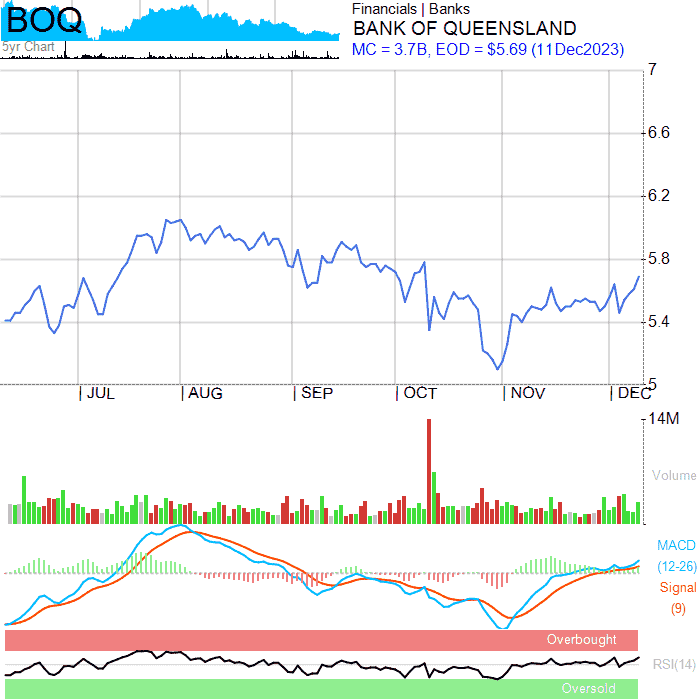 BOQ
5yr Chart
Financials | Banks
BANK OF QUEENSLAND
MC = 3.7B, EOD = $5.69 (11Dec2023)
7
6.6
6.2
5.8
5.4
5
JUL AUG SEP OCT NOV DEC
14M
Volume
MACD
(12-26)
Signal
(9)
Overbought
RSI(14)
Oversold